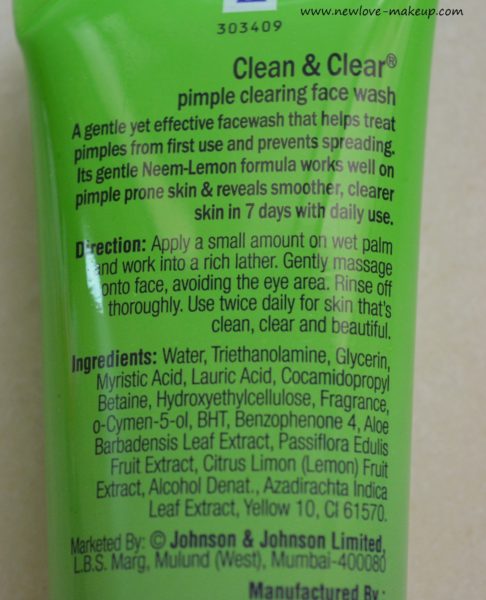 www.newlove-makeup.com
303409
Clean & Clear®
pimple clearing face wash
A gentle yet effective facewash that helps treat
pimples from first use and prevents spreading.
Its gentle Neem-Lemon formula works well on
pimple prone skin & reveals smoother, clearer
skin in 7 days with daily use.
Direction: Apply a small amount on wet palm
and work into a rich lather. Gently massage
onto face, avoiding the eye area. Rinse off
thoroughly. Use twice daily for skin that's
clean, clear and beautiful.
Ingredients: Water, Triethanolamine, Glycerin,
Myristic Acid, Lauric Acid, Cocamidopropyl
Betaine, Hydroxyethylcellulose, Fragrance,
o-Cymen-5-ol, BHT, Benzophenone 4, Aloe
Barbadensis Leaf Extract, Passiflora Edulis
Fruit Extract, Citrus Limon (Lemon) Fruit
Extract, Alcohol Denat., Azadirachta Indica
Leaf Extract, Yellow 10, CI 61570.
Marketed By: © Johnson & Johnson Limited,
L.B.S. Marg, Mulund (West), Mumbai-400080
Manufactured By: